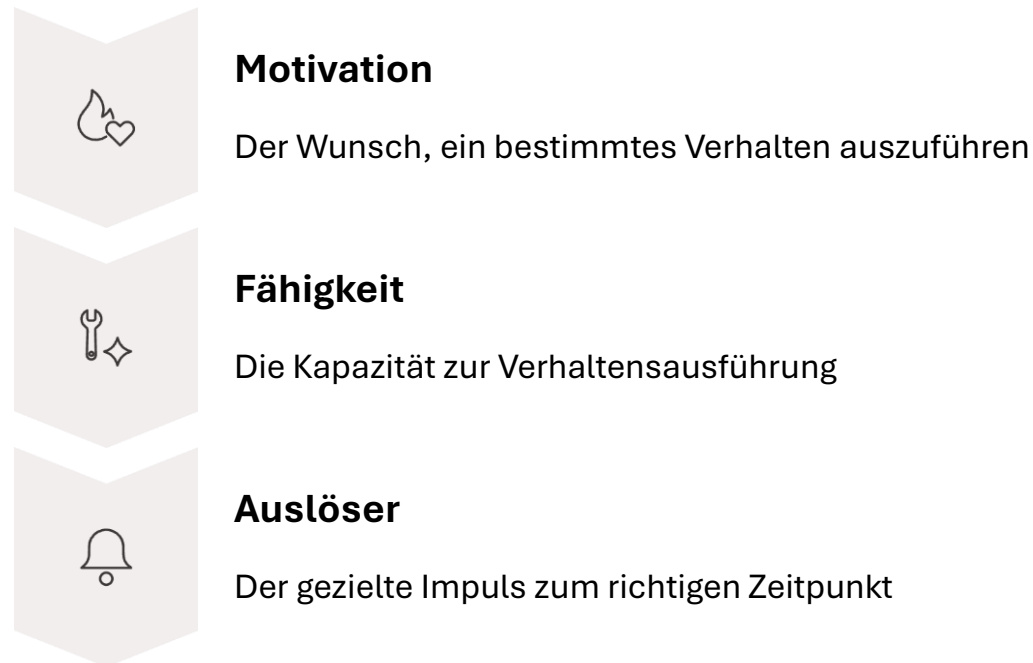 Motivation
Der Wunsch, ein bestimmtes Verhalten auszuführen
Fähigkeit
Die Kapazität zur Verhaltensausführung
Auslöser
Der gezielte Impuls zum richtigen Zeitpunkt